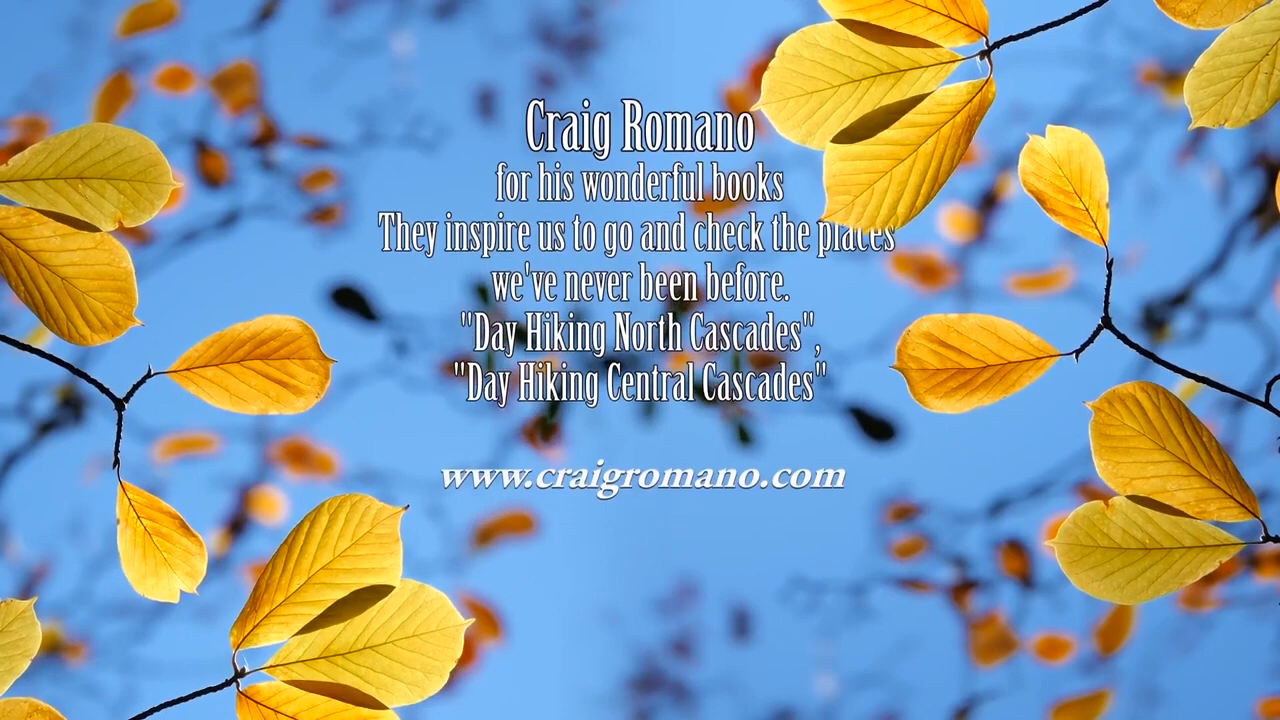 Craig Romano
for his wonderful books
They inspire us to go and check the places
we've never been before.
"Day Hiking North Cascades",
"Day Hiking Central Cascades"
www.craigromano.com